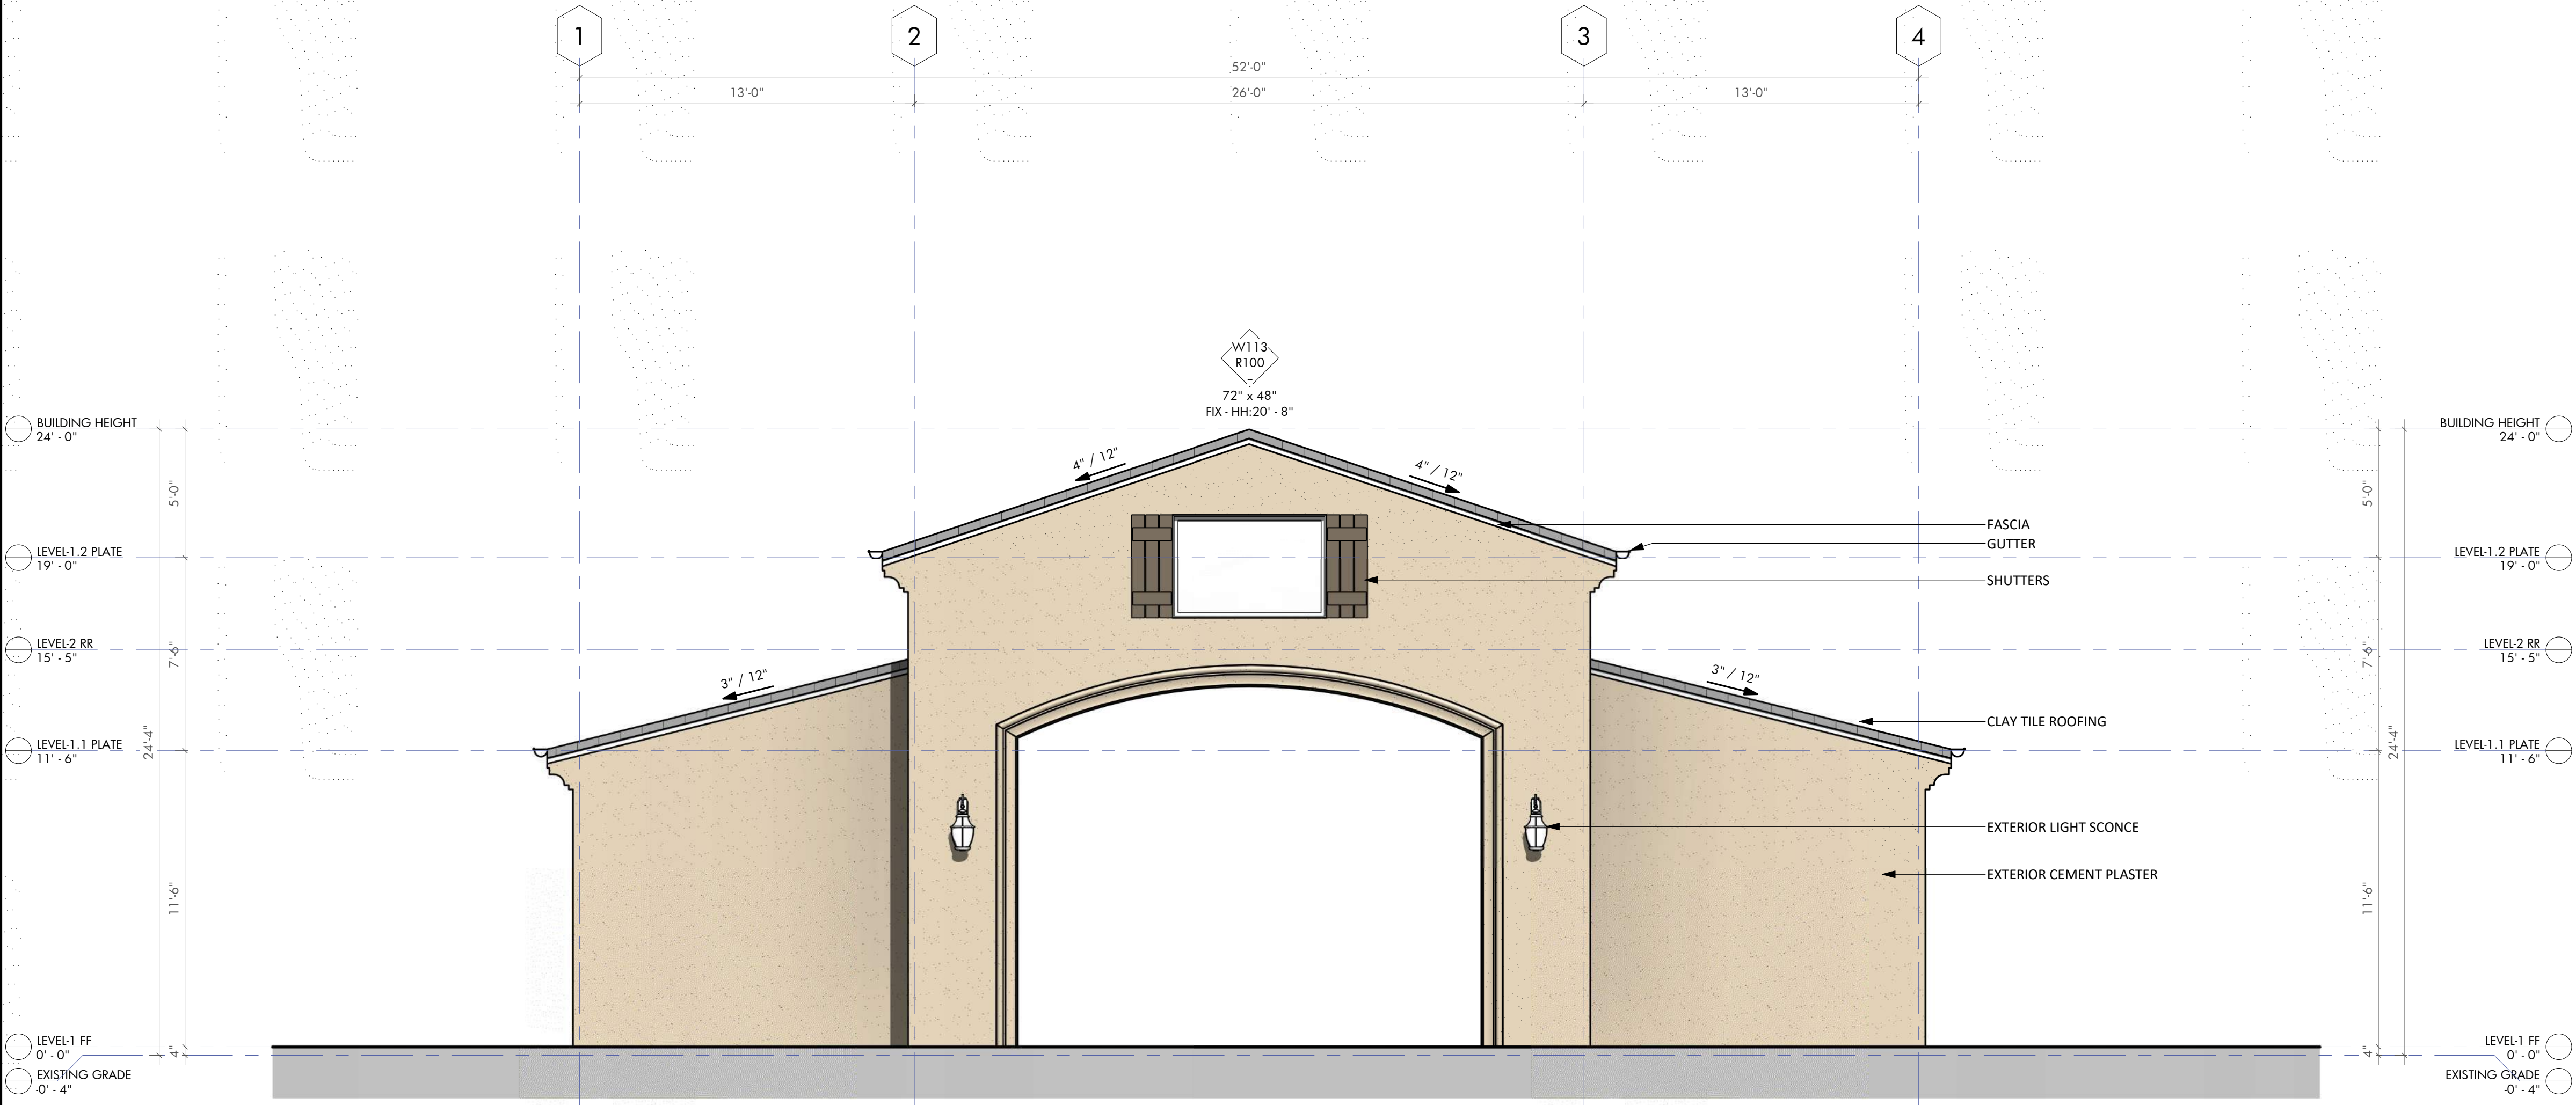 1
2
3
4
52'-0"
13'-0"
26'-0"
13'-0"
W113
R100
--
72" x 48"
FIX - HH:20' - 8"
BUILDING HEIGHT
24' - 0"
LEVEL-1.2 PLATE
19' - 0"
LEVEL-2 RR
15' - 5"
LEVEL-1.1 PLATE
11' - 6"
LEVEL-1 FF
0' - 0"
EXISTING GRADE
-0' - 4"
5'-0"
7'-6"
24'-4"
11'-6"
4"
4" / 12"
4" / 12"
3" / 12"
3" / 12"
FASCIA
GUTTER
SHUTTERS
CLAY TILE ROOFING
EXTERIOR LIGHT SCONCE
EXTERIOR CEMENT PLASTER
5'-0"
7'-6"
24'-4"
11'-6"
4"
BUILDING HEIGHT
24' - 0"
LEVEL-1.2 PLATE
19' - 0"
LEVEL-2 RR
15' - 5"
LEVEL-1.1 PLATE
11' - 6"
LEVEL-1 FF
0' - 0"
EXISTING GRADE
-0' - 4"